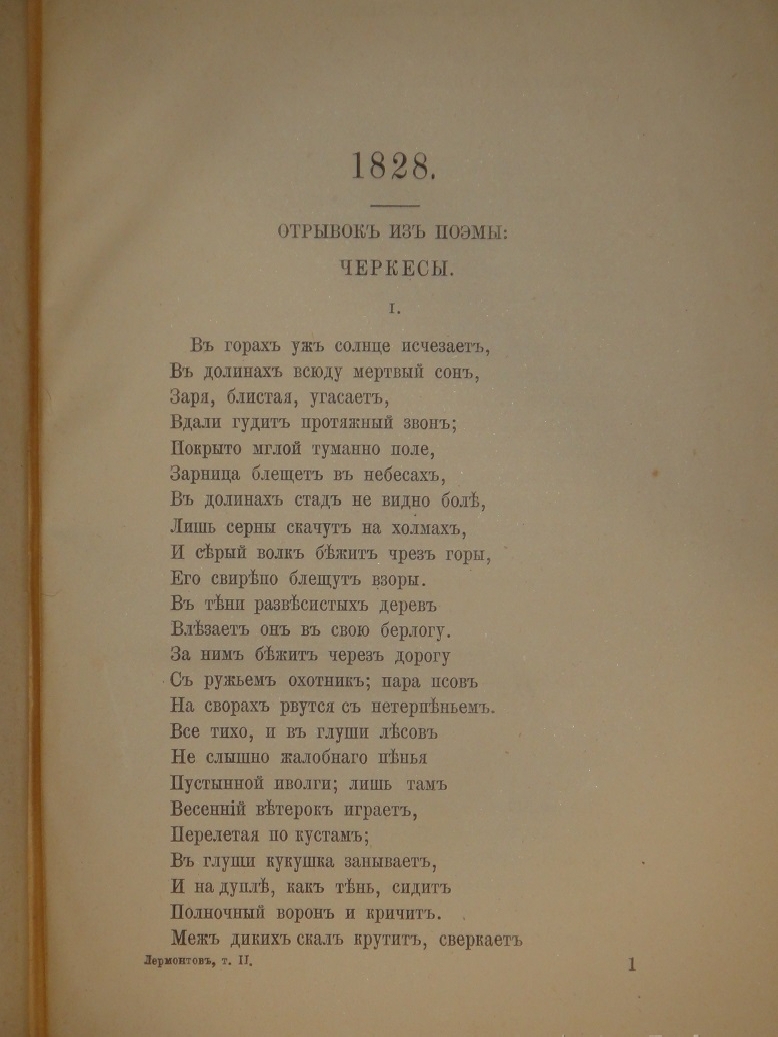 1828.
ОТРЫВОКЪ ИЗЪ ПОЭМЫ:
ЧЕРКЕСЫ.
I.
Въ горахъ ужъ солнце исчезаетъ,
Въ долинахъ всюду мертвый сонъ,
Заря, блистая, угасаетъ,
Вдали гудитъ протяжный звонъ;
Покрыто мглой туманно поле,
Зарница блещетъ въ небесахъ,
Въ долинахъ стадъ не видно болѣ,
Лишь серны скачутъ на холмахъ,
И сѣрый волкъ бѣжитъ чрезъ горы,
Его свирѣпо блещутъ взоры.
Въ тѣни развѣсистыхъ деревъ
Влѣзаетъ онъ въ свою берлогу.
За нимъ бѣжитъ черезъ дорогу
Съ ружьемъ охотникъ; пара псовъ
На сворахъ рвутся съ нетерпѣньемъ.
Все тихо, и въ глуши лѣсовъ
Не слышно жалобнаго пѣнья
Пустынной иволги; лишь тамъ
Весенній вѣтерокъ играетъ,
Перелетая по кустамъ;
Въ глуши кукушка занываетъ,
И на дуплѣ, какъ тѣнь, сидитъ
Полночный воронъ и кричитъ.
Межъ дикихъ скалъ крутитъ, сверкаетъ
Лермонтовъ, т. II.
1